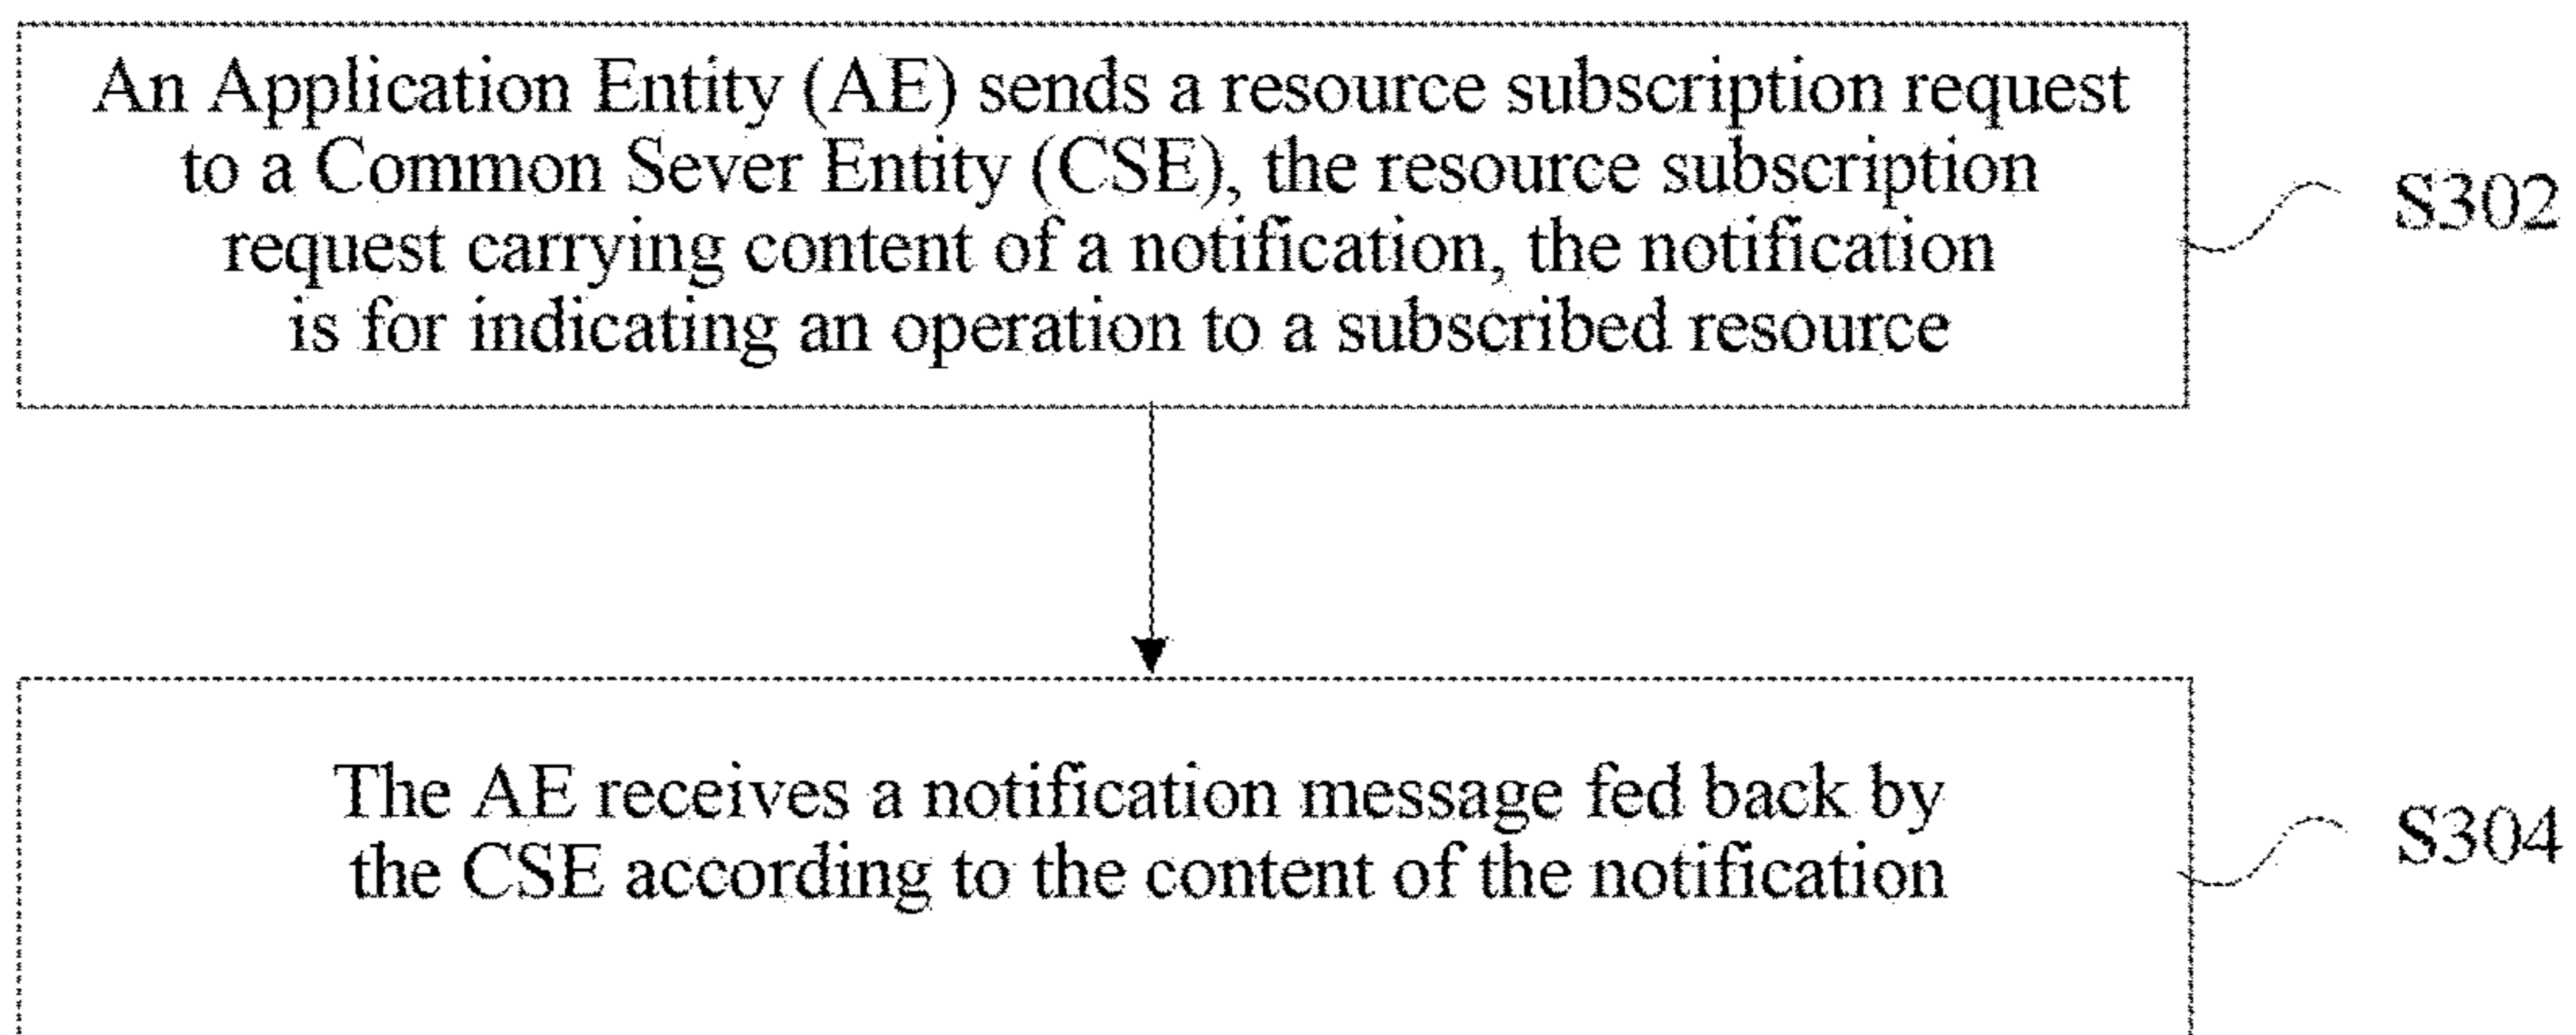 An Application Entity (AE) sends a resource subscription request
to a Common Sever Entity (CSE), the resource subscription
request carrying content of a notification, the notification
is for indicating an operation to a subscribed resource
S302
The AE receives a notification message fed back by
the CSE according to the content of the notification
S304